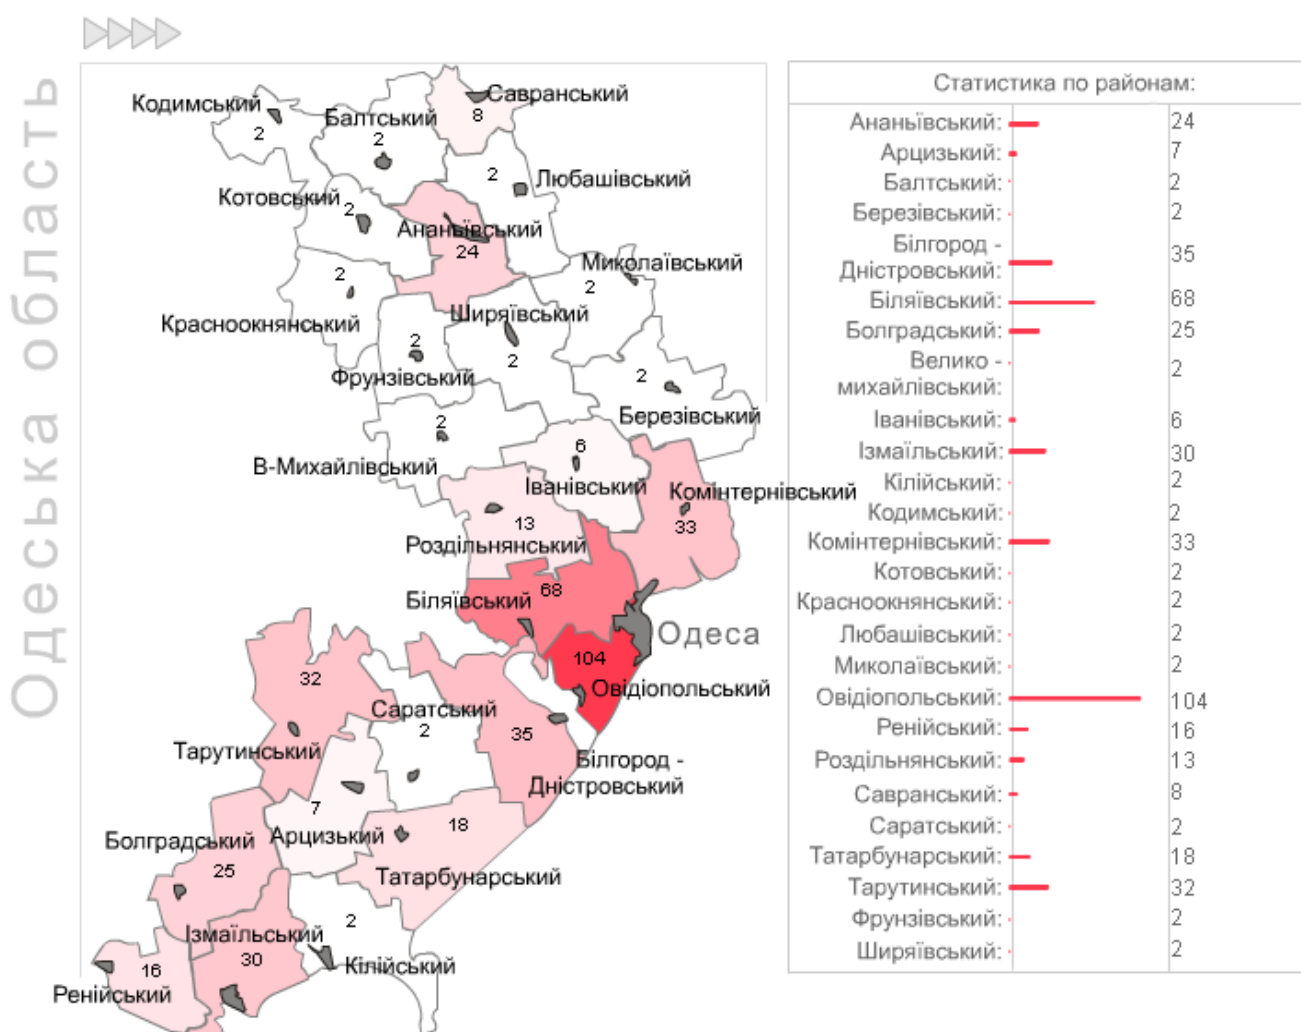 Одеська область
Кодимський
2
Балтський
2
Савранський
8
Котовський
2
2
Любашівський
Ананьївський
24
Красноокнянський
2
Миколаївський
2
Ширяївський
2
Фрунзівський
2
2
Березівський
В-Михайлівський
2
6
Іванівський
Комінтернівський
33
13
Роздільнянський
Біляївський
68
Одеса
104
Овідіопольський
32
Тарутинський
Саратський
2
35
Білгород -
Дністровський
7
Арцизький
18
Татарбунарський
Болградський
25
Ізмаїльський
30
2
Кілійський
16
Ренійський
Статистика по районам:
Ананьївський: 24
Арцизький: 7
Балтський: 2
Березівський: 2
Білгород -
Дністровський: 35
Біляївський: 68
Болградський: 25
Велико - 2
михайлівський:
Іванівський: 6
Ізмаїльський: 30
Кілійський: 2
Кодимський: 2
Комінтернівський: 33
Котовський: 2
Красноокнянський: 2
Любашівський: 2
Миколаївський: 2
Овідіопольський: 104
Ренійський: 16
Роздільнянський: 13
Савранський: 8
Саратський: 2
Татарбунарський: 18
Тарутинський: 32
Фрунзівський: 2
Ширяївський: 2